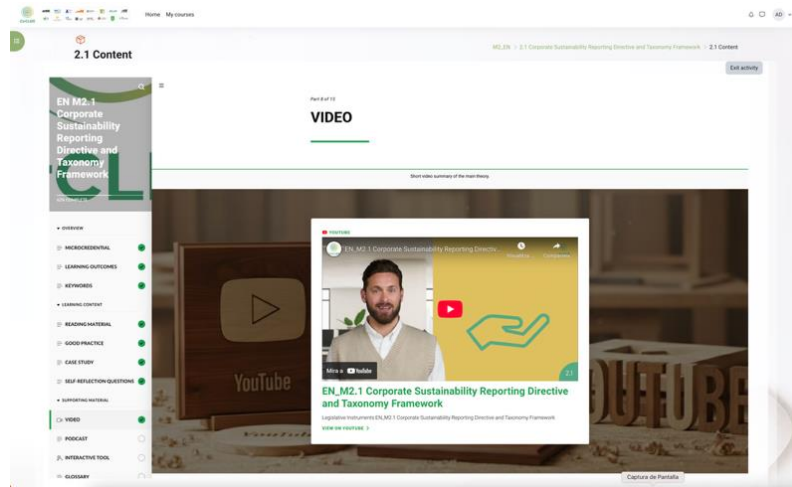 Home My courses
AD
2.1 Content
M2_EN > 2.1 Corporate Sustainability Reporting Directive and Taxonomy Framework > 2.1 Content
Exit activity
EN M2.1
Corporate
Sustainability
Reporting
Directive and
Taxonomy
Framework
OVERVIEW
MICROCREDENTIAL
LEARNING OUTCOMES
KEYWORDS
LEARNING CONTENT
READING MATERIAL
GOOD PRACTICE
CASE STUDY
SELF-REFLECTION QUESTIONS
SUPPORTING MATERIAL
VIDEO
PODCAST
INTERACTIVE TOOL
GLOSSARY
Part 8 of 15
VIDEO
Short video summary of the main theory.
YOUTUBE
EN_M2.1 Corporate Sustainability Reporting Directiv...
Mira a YouTube
2.1
EN_M2.1 Corporate Sustainability Reporting Directive
and Taxonomy Framework
Legislative Instruments EN_M2.1 Corporate Sustainability Reporting Directive and Taxonomy Framework
VIEW ON YOUTUBE >
YouTube
Captura de Pantalla